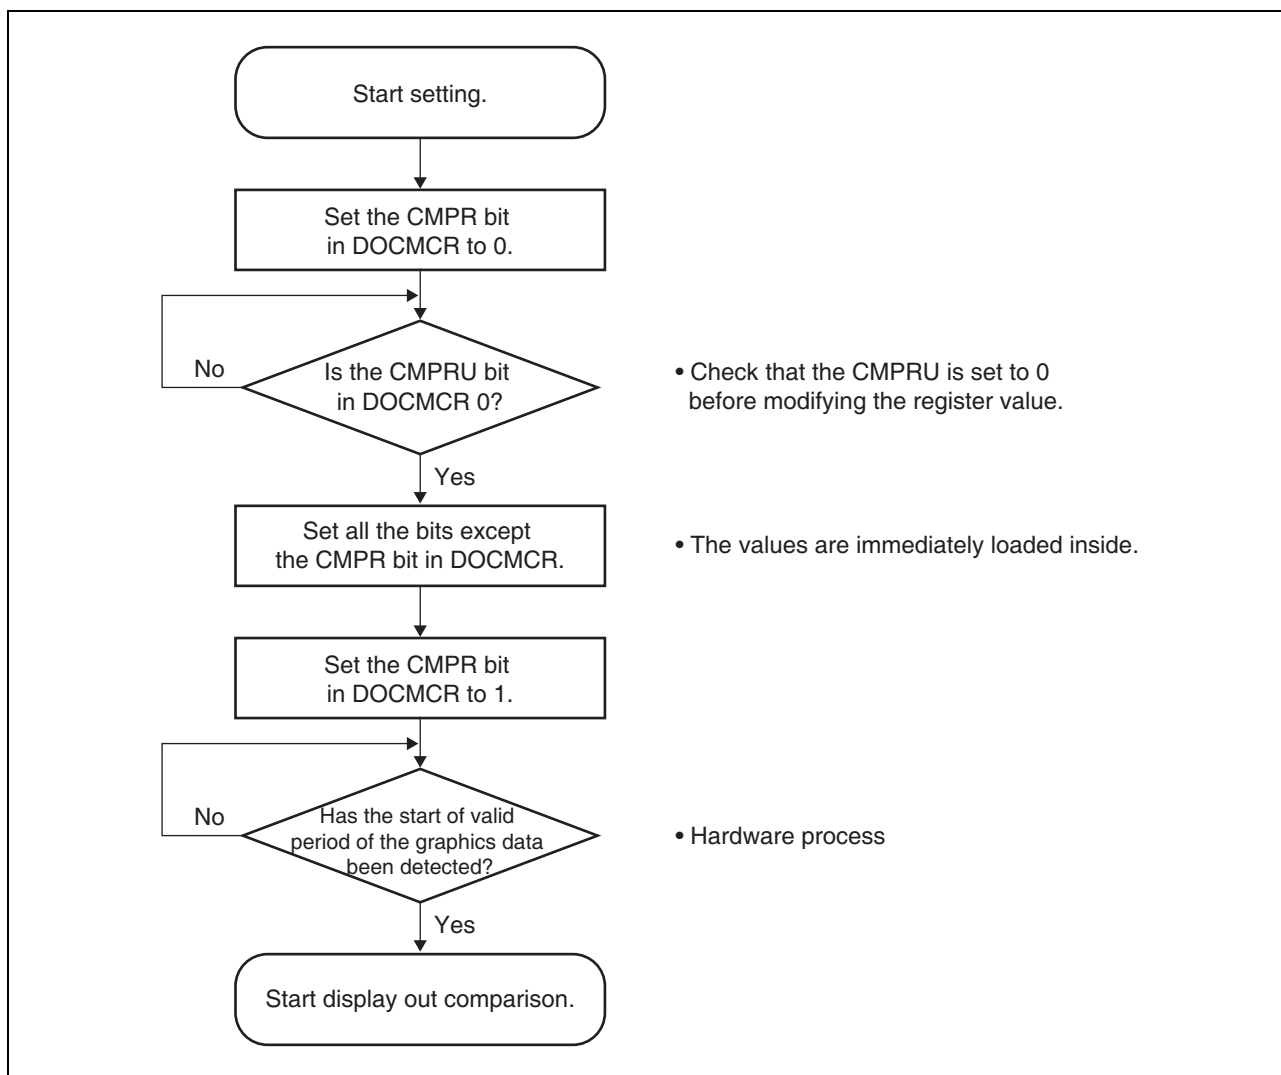 Start setting.
Set the CMPR bit
in DOCMCR to 0.
No
Is the CMPRU bit
in DOCMCR 0?
• Check that the CMPRU is set to 0
before modifying the register value.
Yes
Set all the bits except
the CMPR bit in DOCMCR.
• The values are immediately loaded inside.
Set the CMPR bit
in DOCMCR to 1.
No
Has the start of valid
period of the graphics data
been detected?
• Hardware process
Yes
Start display out comparison.